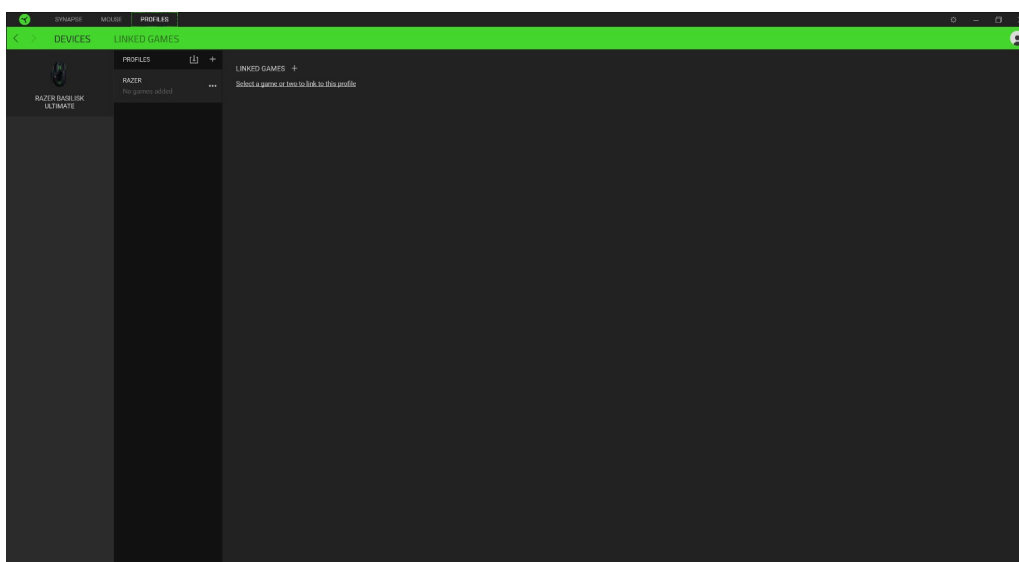 SYNAPSE MOUSE PROFILES
DEVICES LINKED GAMES
RAZER BASILISK
ULTIMATE
PROFILES
RAZER
No games added
LINKED GAMES +
Select a game or two to link to this profile